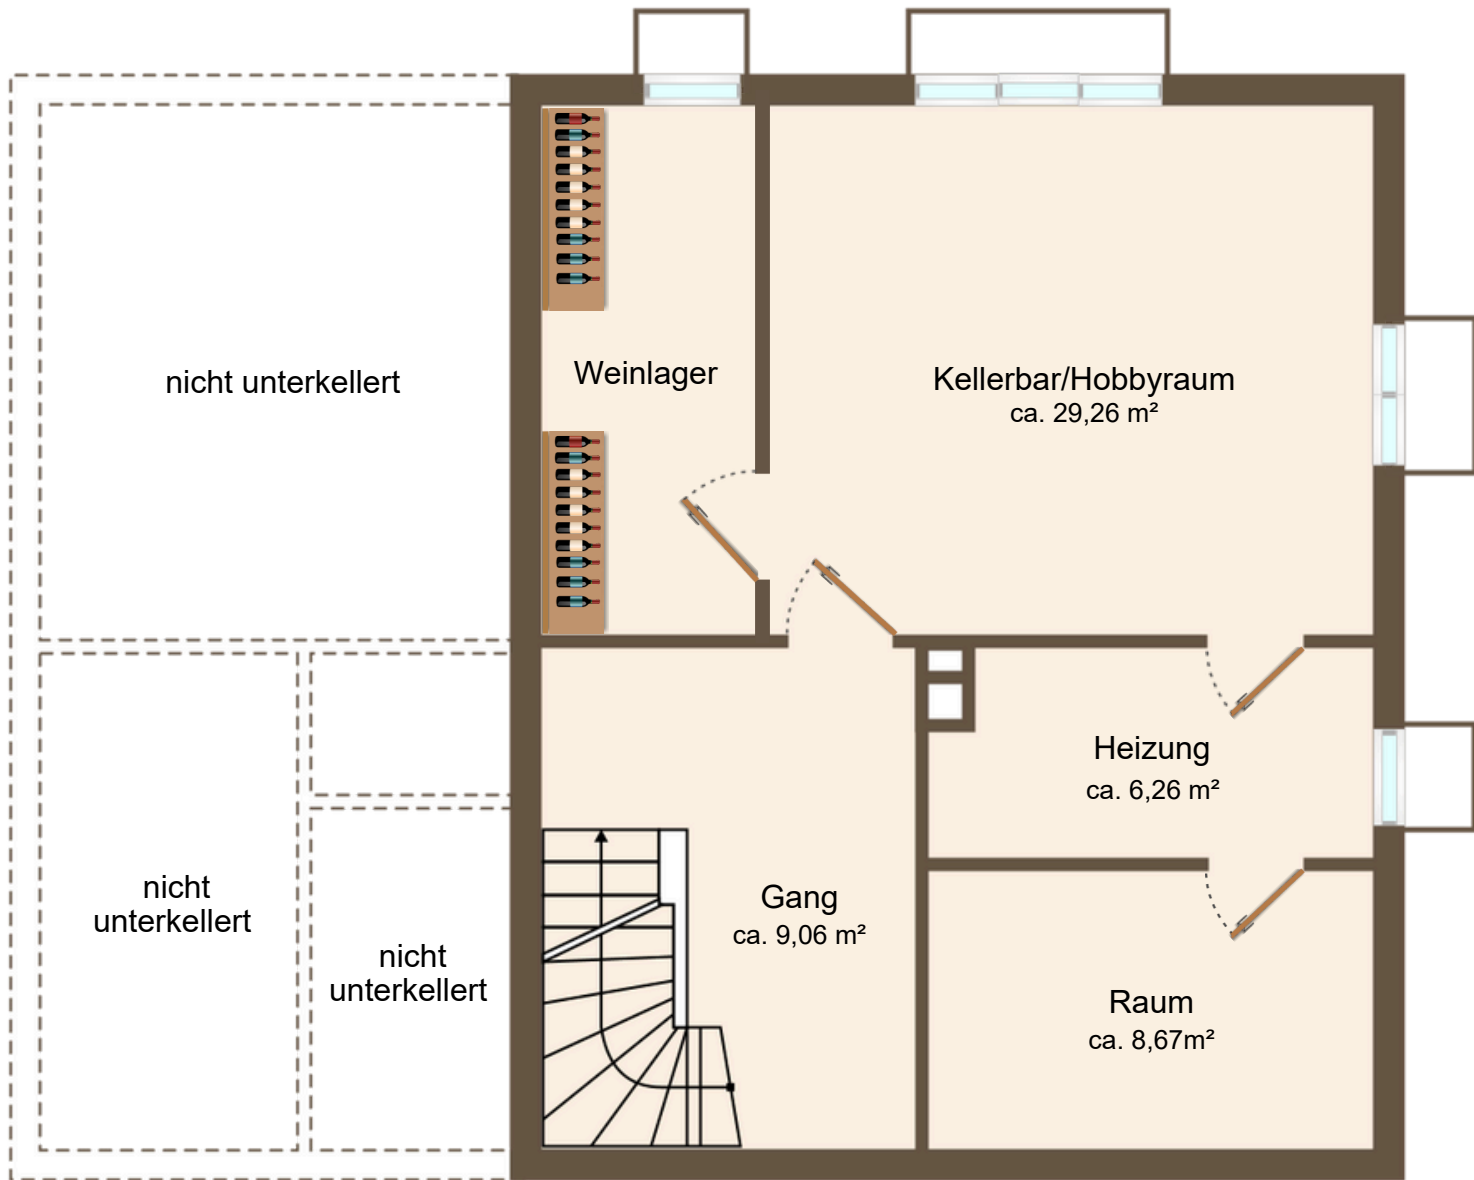 nicht unterkellert
Weinlager
Kellerbar/Hobbyraum
ca. 29,26 m²
Heizung
ca. 6,26 m²
nicht
unterkellert
Gang
ca. 9,06 m²
nicht
unterkellert
Raum
ca. 8,67m²